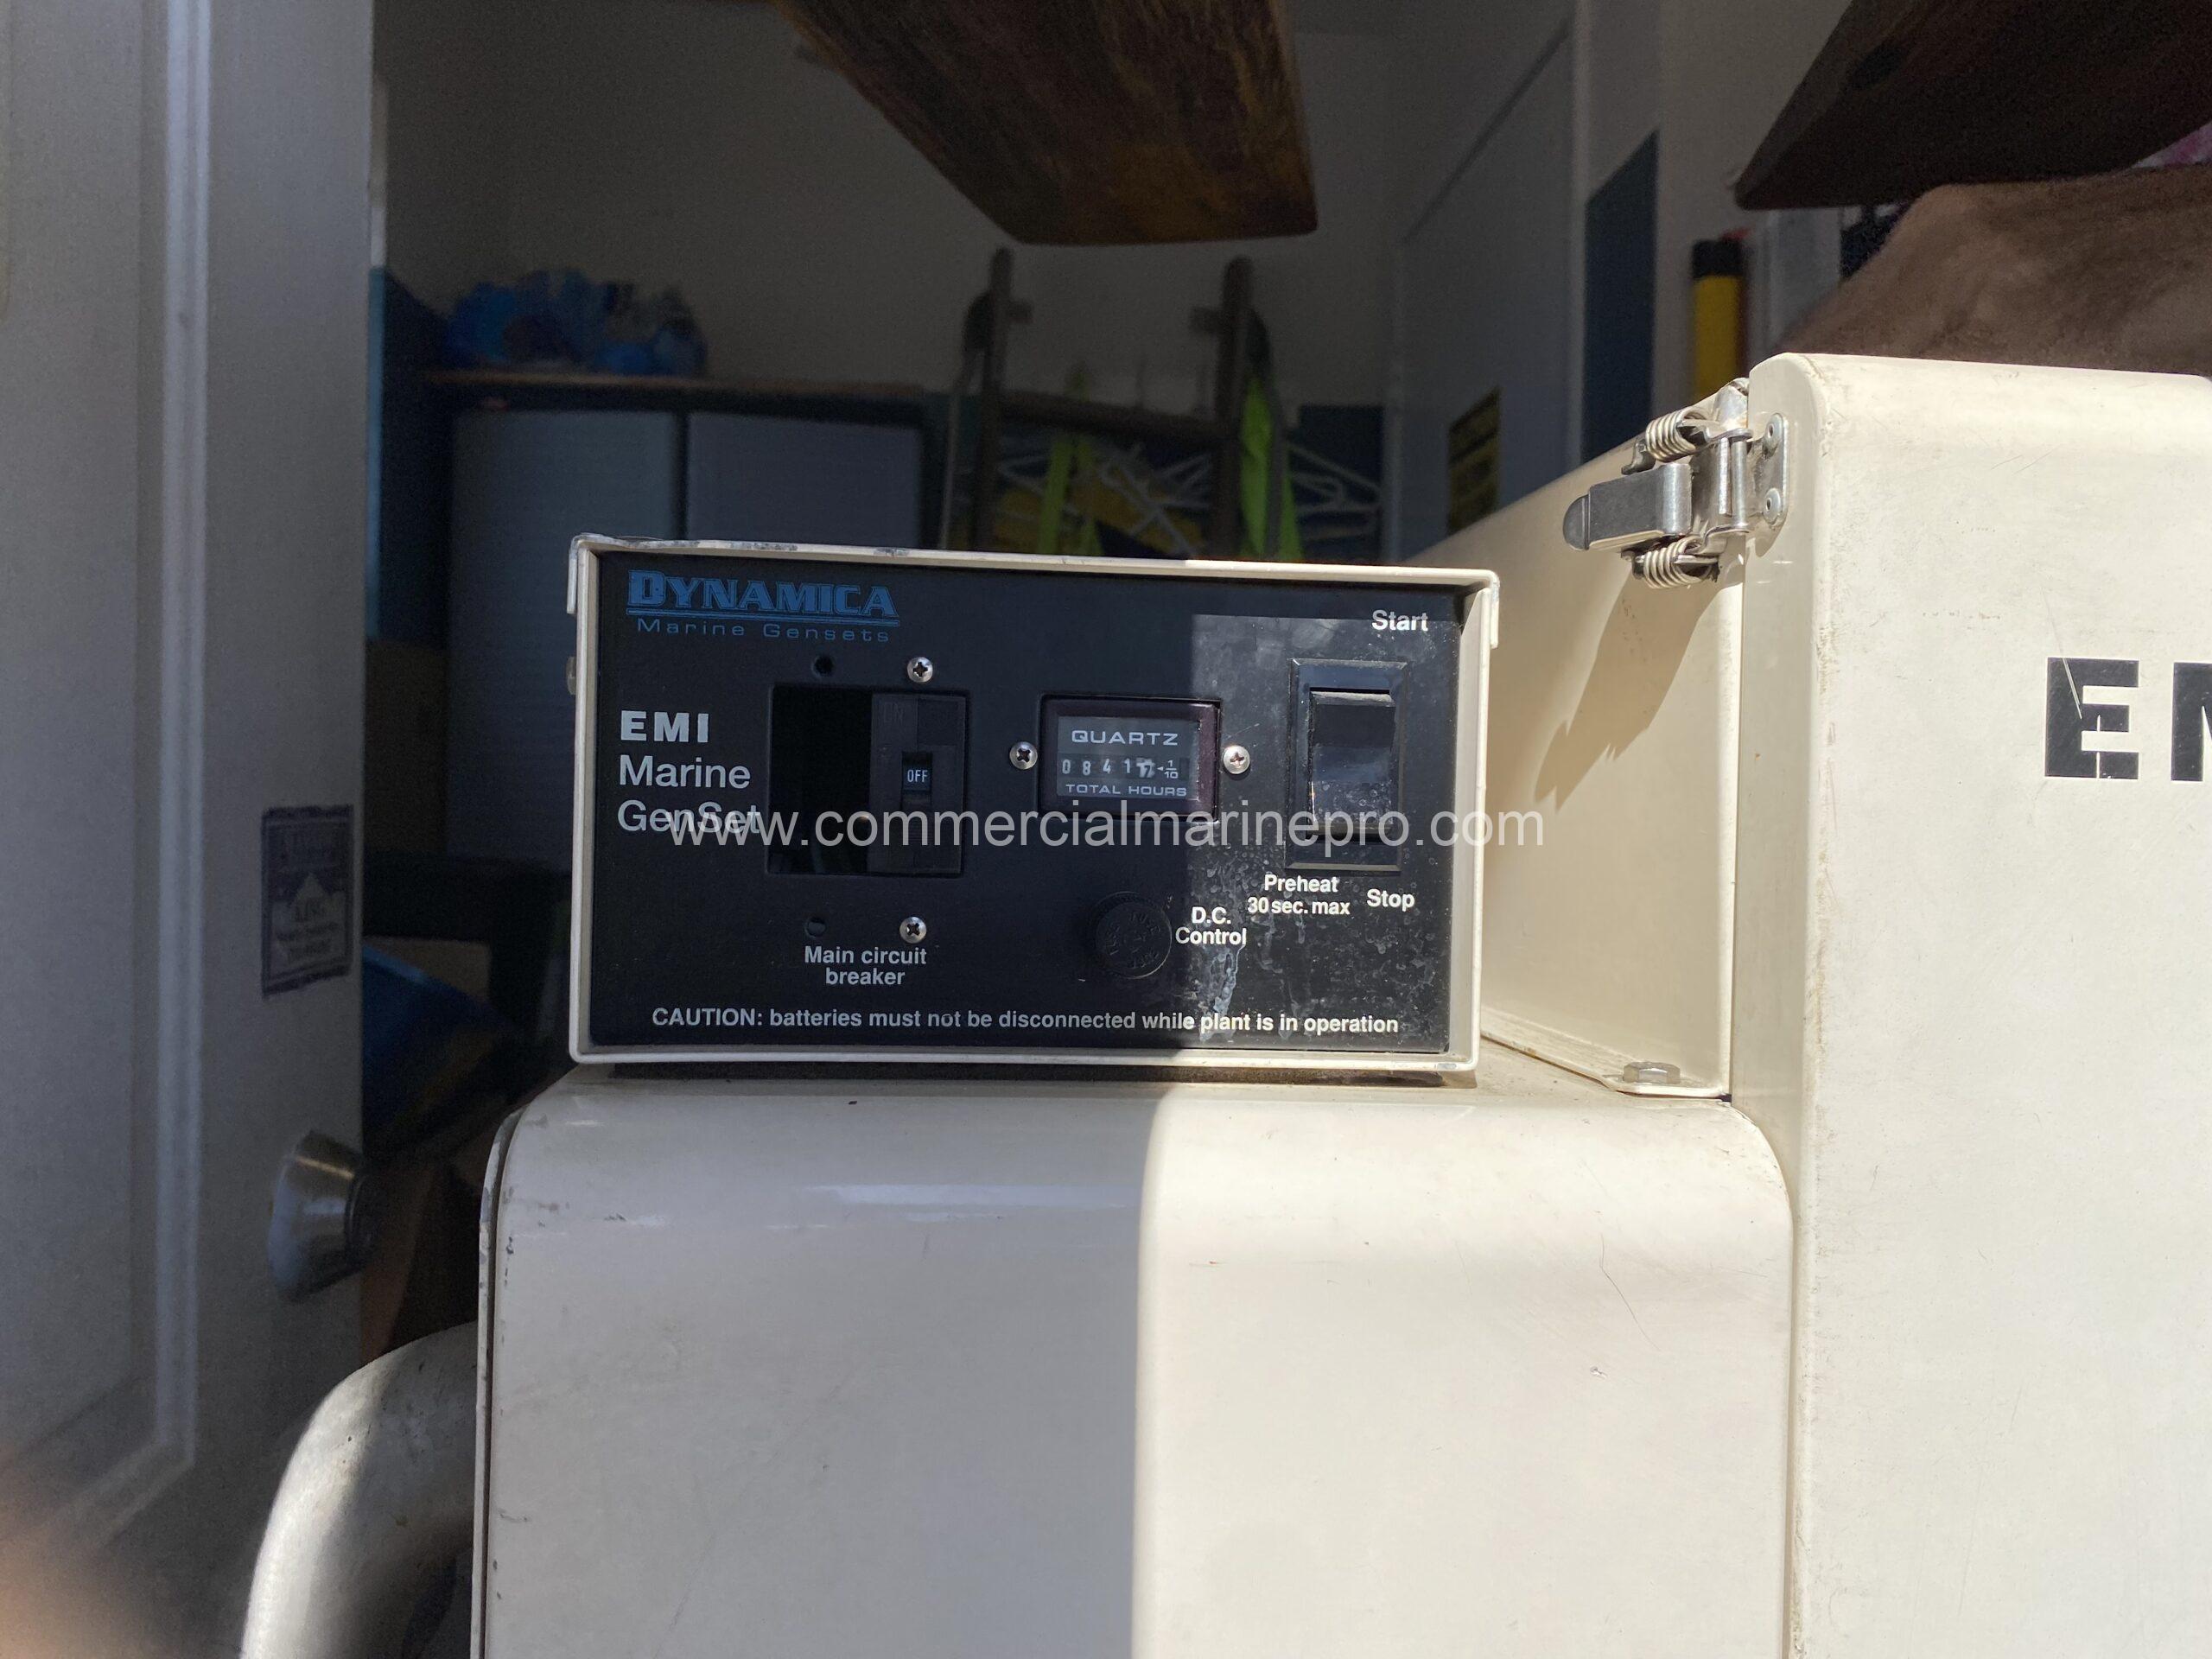 DYNAMICA
Marine Gensets
Start
EMI
Marine
GenSet
OFF
QUARTZ
0841
1/10
TOTAL HOURS
www.commercialmarinepro.com
Preheat
30 sec. max
Stop
D.C.
Control
Main circuit
breaker
CAUTION: batteries must not be disconnected while plant is in operation
E